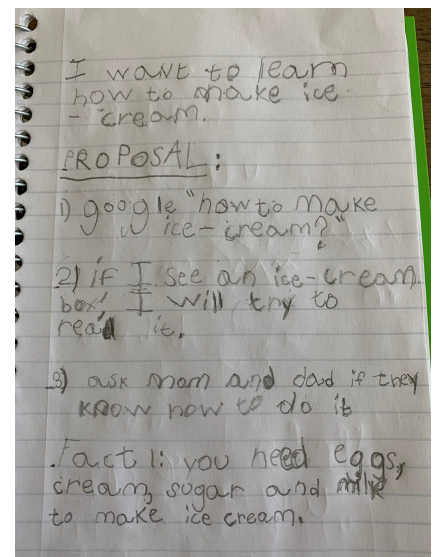 I want to learn
how to make ice
- cream.
PROPOSAL:
1) google "how to make
ice-cream?"
2) if I see an ice-cream
box, I will try to
read it.
3) ask mom and dad if they
know how to do it
Fact 1: you need eggs,
cream, sugar and milk
to make ice cream.